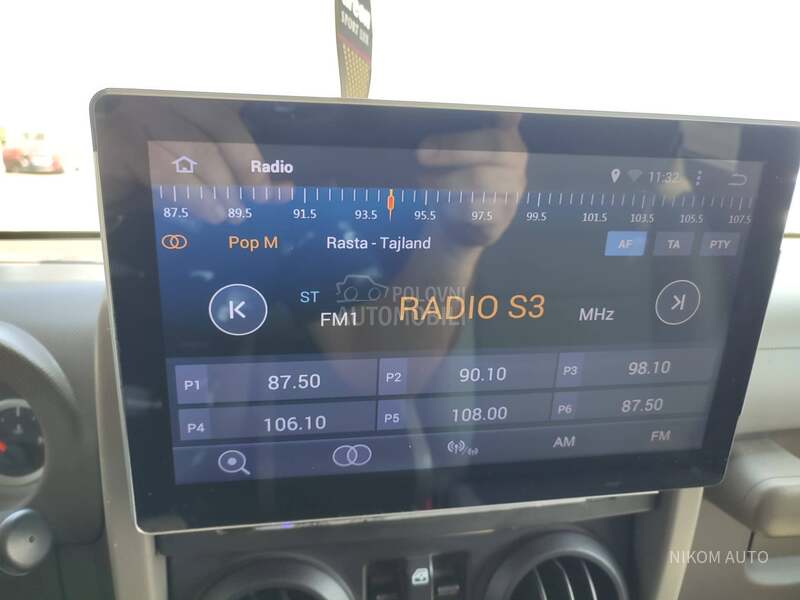 SPORT LINE
Radio
11:32
87.5 89.5 91.5 93.5 95.5 97.5 99.5 101.5 103.5 105.5 107.5
Pop M Rasta - Tajland AF TA PTY
ST
FM1 RADIO S3 MHz
POLOVNI
AUTOMOBILI
P1 87.50 P2 90.10 P3 98.10
P4 106.10 P5 108.00 P6 87.50
AM FM
NIKOM AUTO